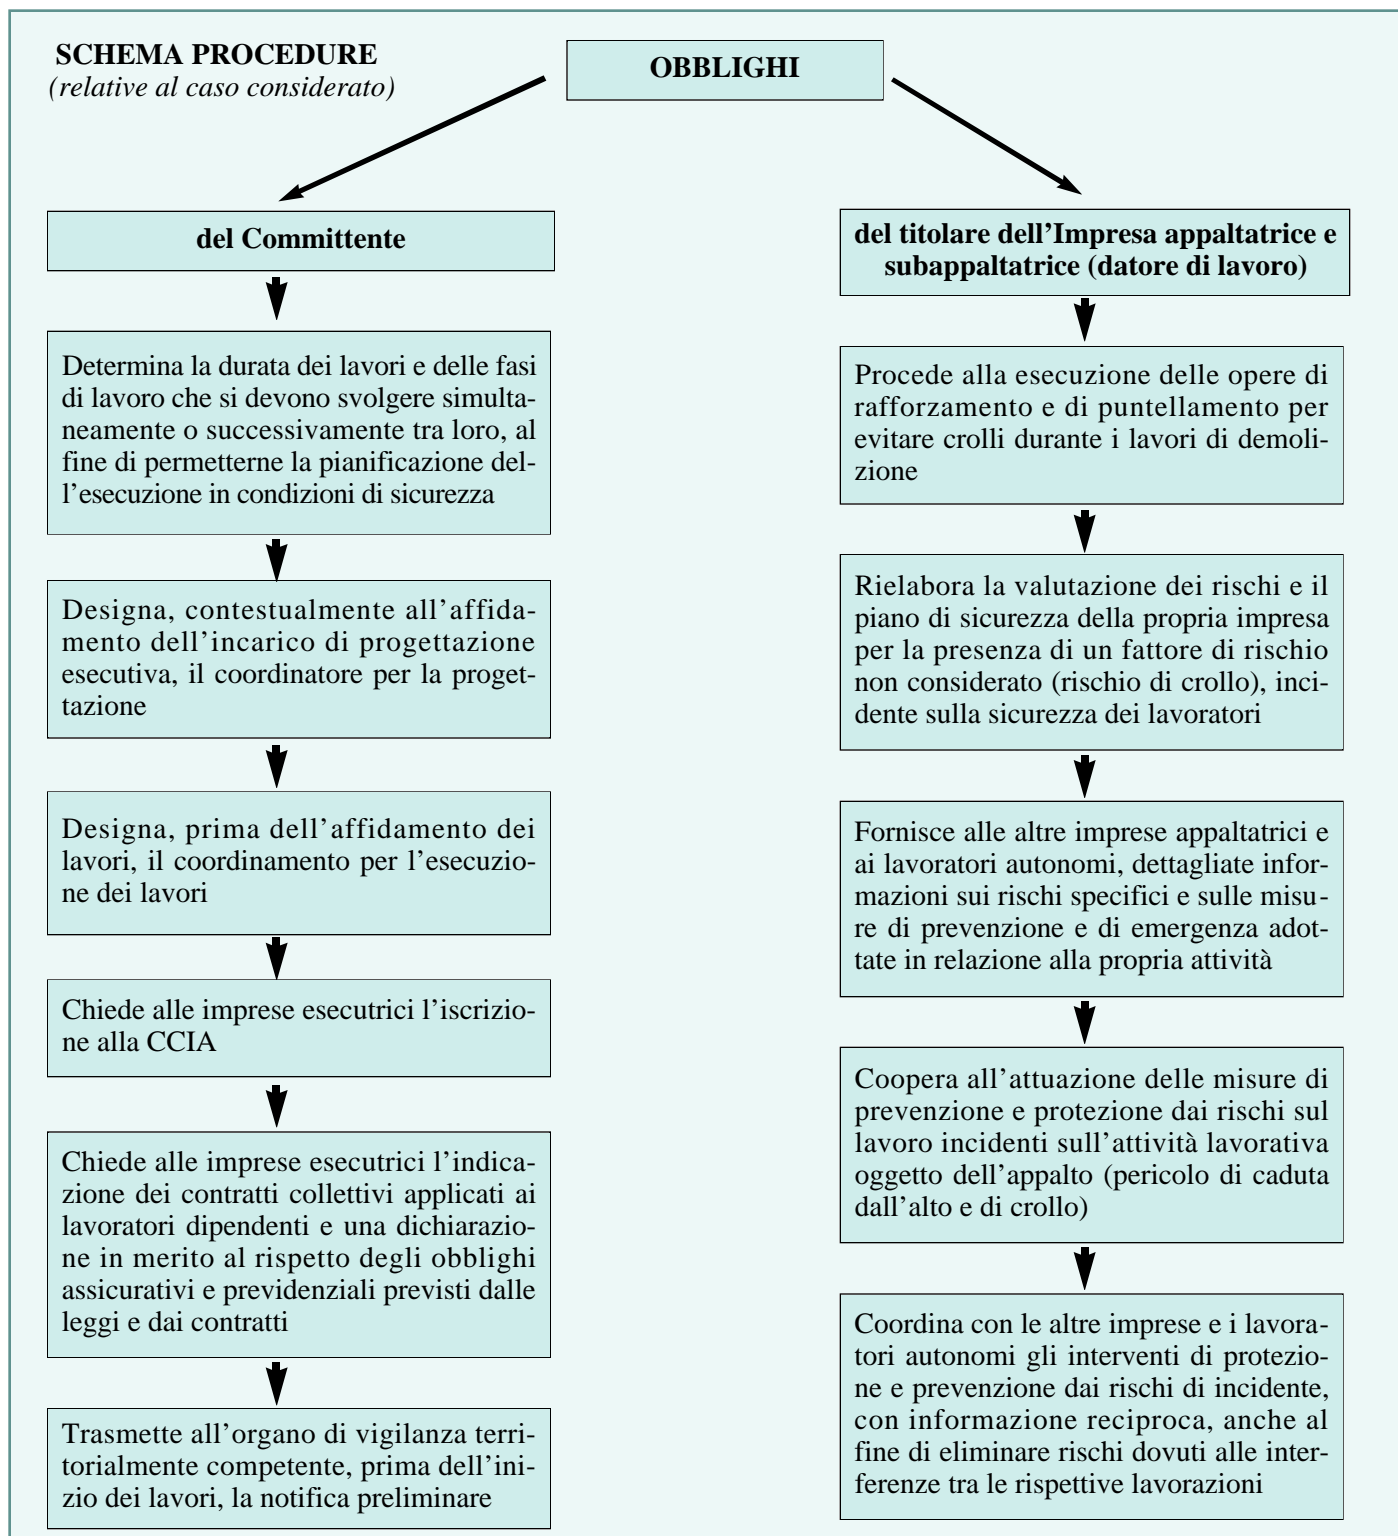 SCHEMA PROCEDURE
(relative al caso considerato)
OBBLIGHI
del Committente
Determina la durata dei lavori e delle fasi
di lavoro che si devono svolgere simulta-
neamente o successivamente tra loro, al
fine di permetterne la pianificazione del-
l’esecuzione in condizioni di sicurezza
Designa, contestualmente all’affida-
mento dell’incarico di progettazione
esecutiva, il coordinatore per la proget-
tazione
Designa, prima dell’affidamento dei
lavori, il coordinamento per l’esecuzio-
ne dei lavori
Chiede alle imprese esecutrici l’iscrizio-
ne alla CCIA
Chiede alle imprese esecutrici l’indica-
zione dei contratti collettivi applicati ai
lavoratori dipendenti e una dichiarazio-
ne in merito al rispetto degli obblighi
assicurativi e previdenziali previsti dalle
leggi e dai contratti
Trasmette all’organo di vigilanza terri-
torialmente competente, prima dell’ini-
zio dei lavori, la notifica preliminare
del titolare dell’Impresa appaltatrice e
subappaltatrice (datore di lavoro)
Procede alla esecuzione delle opere di
rafforzamento e di puntellamento per
evitare crolli durante i lavori di demoli-
zione
Rielabora la valutazione dei rischi e il
piano di sicurezza della propria impresa
per la presenza di un fattore di rischio
non considerato (rischio di crollo), inci-
dente sulla sicurezza dei lavoratori
Fornisce alle altre imprese appaltatrici e
ai lavoratori autonomi, dettagliate infor-
mazioni sui rischi specifici e sulle misu-
re di prevenzione e di emergenza adot-
tate in relazione alla propria attività
Coopera all’attuazione delle misure di
prevenzione e protezione dai rischi sul
lavoro incidenti sull’attività lavorativa
oggetto dell’appalto (pericolo di caduta
dall’alto e di crollo)
Coordina con le altre imprese e i lavora-
tori autonomi gli interventi di protezio-
ne e prevenzione dai rischi di incidente,
con informazione reciproca, anche al
fine di eliminare rischi dovuti alle inter-
ferenze tra le rispettive lavorazioni